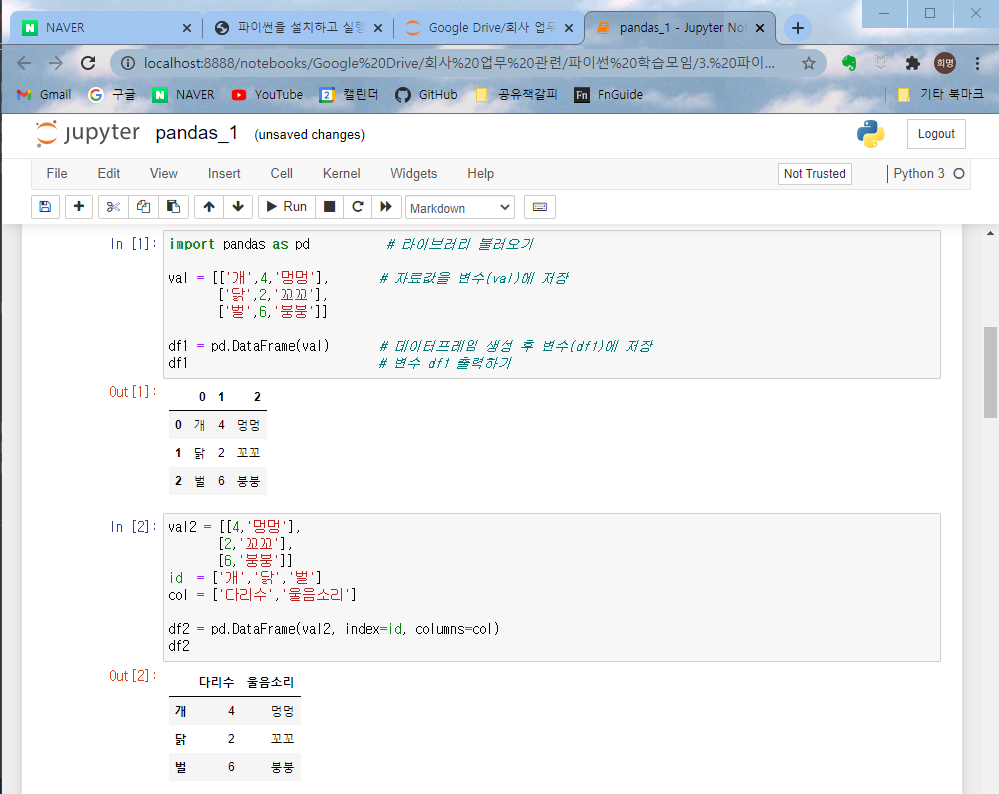 NAVER
파이썬을 설치하고 실행
Google Drive/회사 업무
pandas_1 - Jupyter Not
localhost:8888/notebooks/Google%20Drive/회사%20업무%20관련/파이썬%20학습모임/3.%20파이...
희명
Gmail 구글 NAVER YouTube 2 캘린더 GitHub 공유책갈피 Fn FnGuide 기타 북마크
jupyter pandas_1 (unsaved changes) Logout
File Edit View Insert Cell Kernel Widgets Help Not Trusted Python 3
Run Markdown
In [1]: import pandas as pd # 라이브러리 불러오기
val = [['개',4,'멍멍'], # 자료값을 변수(val)에 저장
['닭',2,'꼬꼬'],
['벌',6,'붕붕']]
df1 = pd.DataFrame(val) # 데이터프레임 생성 후 변수(df1)에 저장
df1 # 변수 df1 출력하기
Out[1]:
0 1 2
0 개 4 멍멍
1 닭 2 꼬꼬
2 벌 6 붕붕
In [2]: val2 = [[4,'멍멍'],
[2,'꼬꼬'],
[6,'붕붕']]
id = ['개','닭','벌']
col = ['다리수','울음소리']
df2 = pd.DataFrame(val2, index=id, columns=col)
df2
Out[2]:
다리수 울음소리
개 4 멍멍
닭 2 꼬꼬
벌 6 붕붕